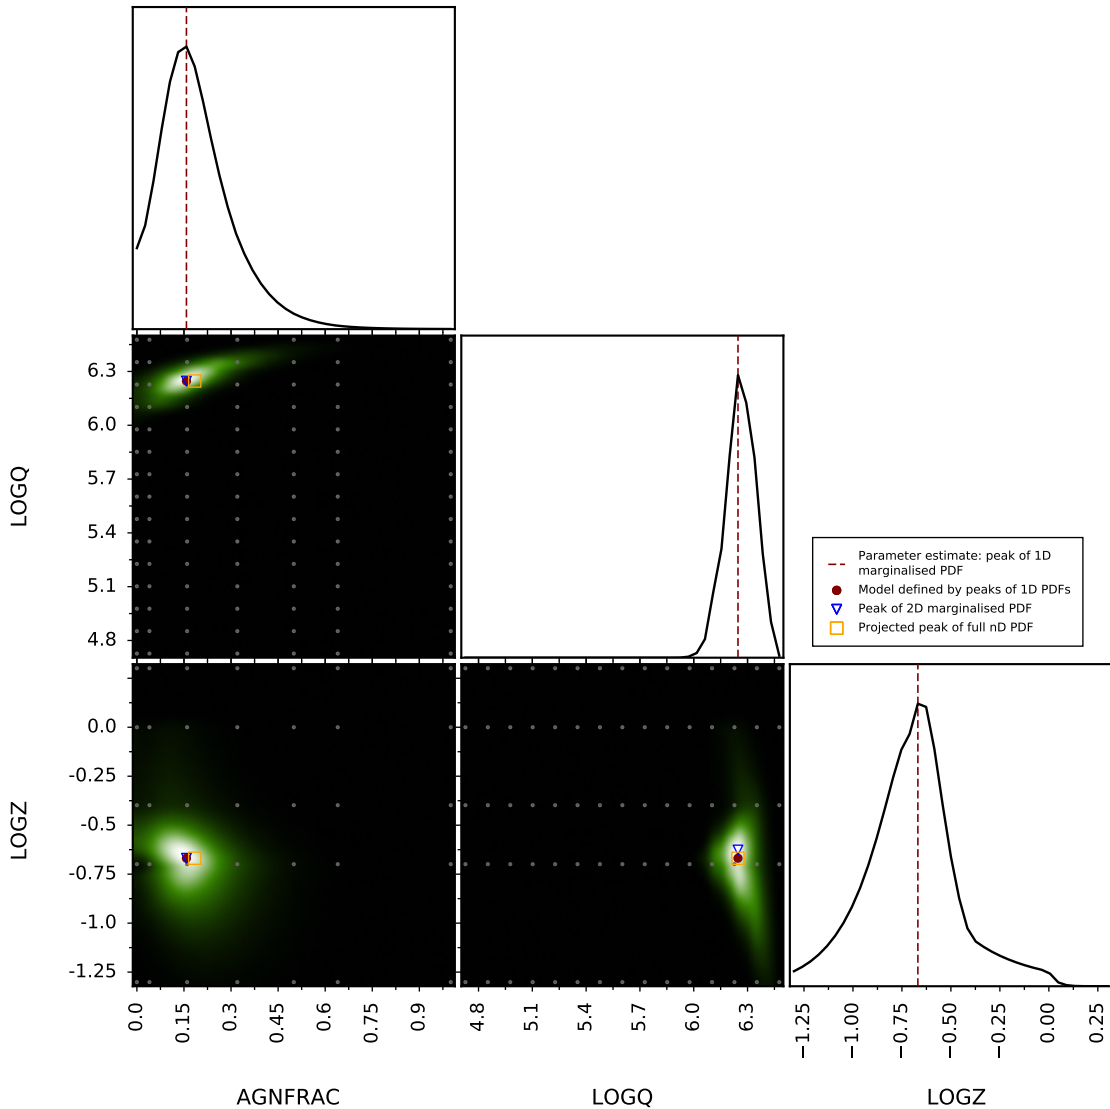 6.3
6.0
5.7
5.4
5.1
4.8
LOGQ
Parameter estimate: peak of 1D
marginalised PDF
Model defined by peaks of 1D PDFs
Peak of 2D marginalised PDF
Projected peak of full nD PDF
0.0
-0.25
-0.5
-0.75
-1.0
-1.25
LOGZ
0.0 0.15 0.3 0.45 0.6 0.75 0.9
4.8 5.1 5.4 5.7 6.0 6.3
−1.25 −1.00 −0.75 −0.50 −0.25 0.00 0.25
AGNFRAC
LOGQ
LOGZ